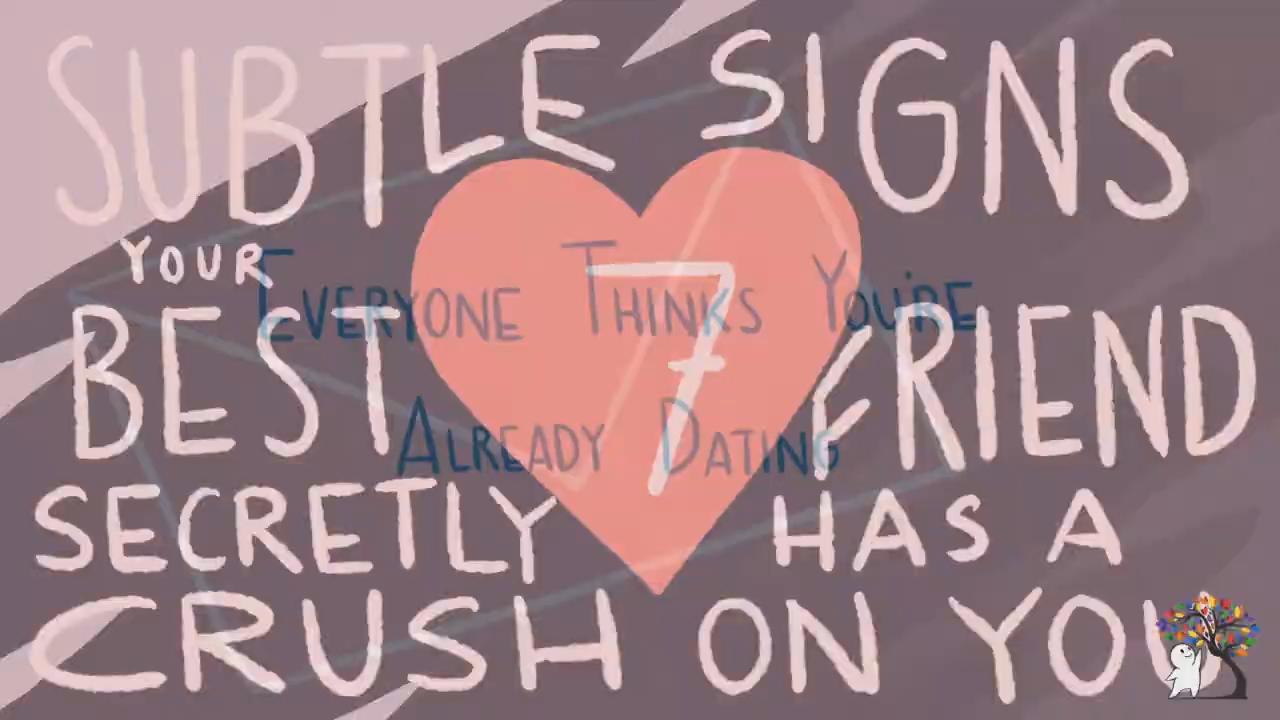 SUBTLE SIGNS
YOUR
EVERYONE THINKS YOU'RE
7
BEST FRIEND
ALREADY DATING
SECRETLY HAS A
CRUSH ON YOU